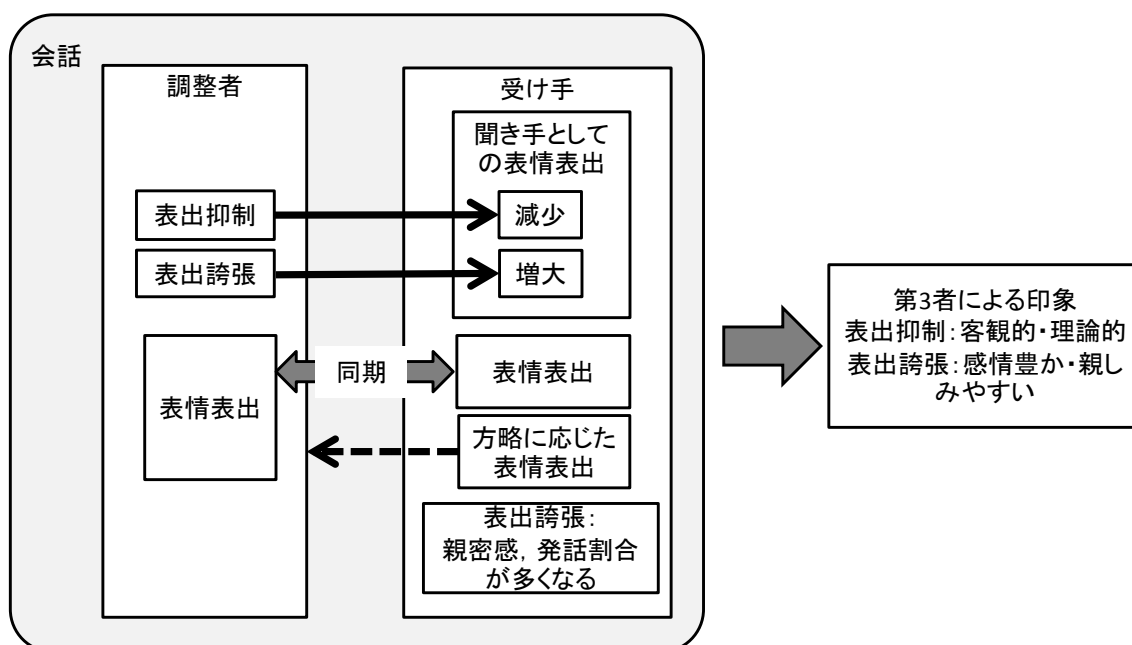 会話
調整者
表出抑制
表出誇張
表情表出
同期
受け手
聞き手として
の表情表出
減少
増大
表情表出
方略に応じた
表情表出
表出誇張:
親密感,発話割合
が多くなる
第3者による印象
表出抑制:客観的・理論的
表出誇張:感情豊か・親し
みやすい